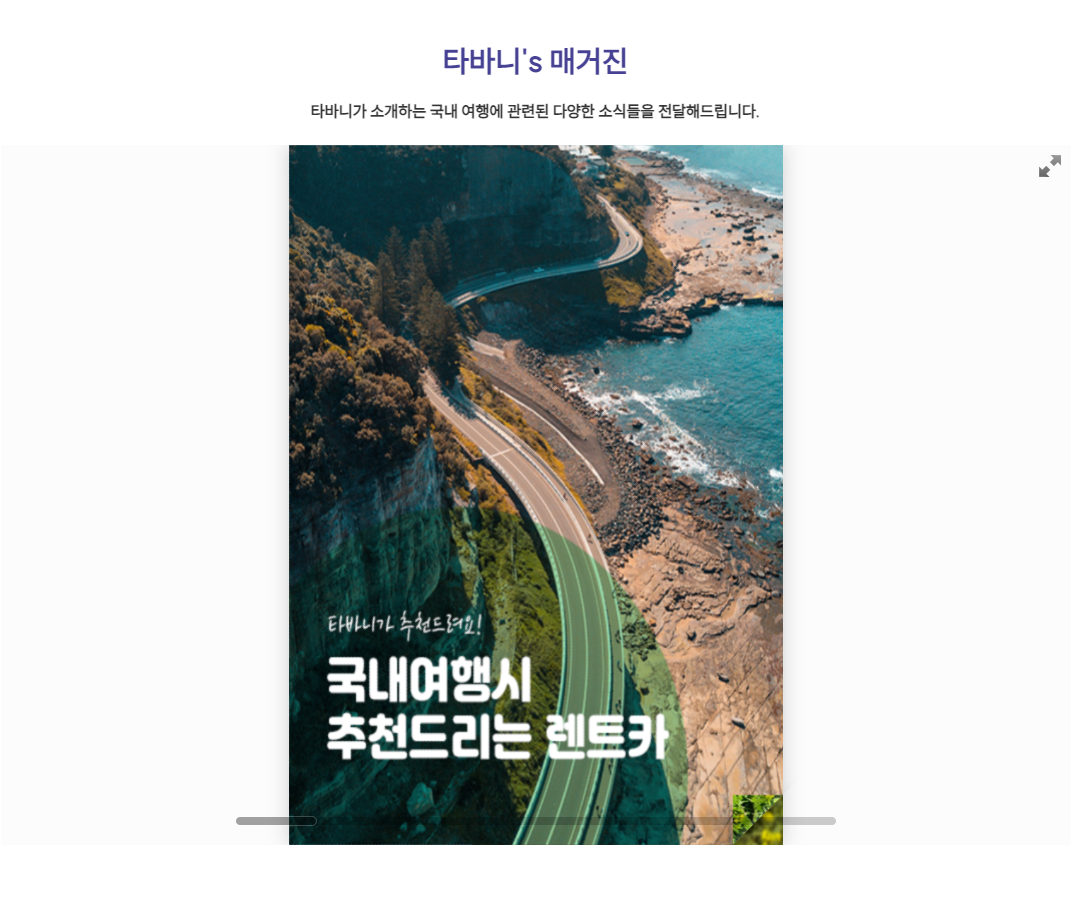 타바니's 매거진
타바니가 소개하는 국내 여행에 관련된 다양한 소식들을 전달해드립니다.
타바니가 추천드려요!
국내여행시
추천드리는 렌트카